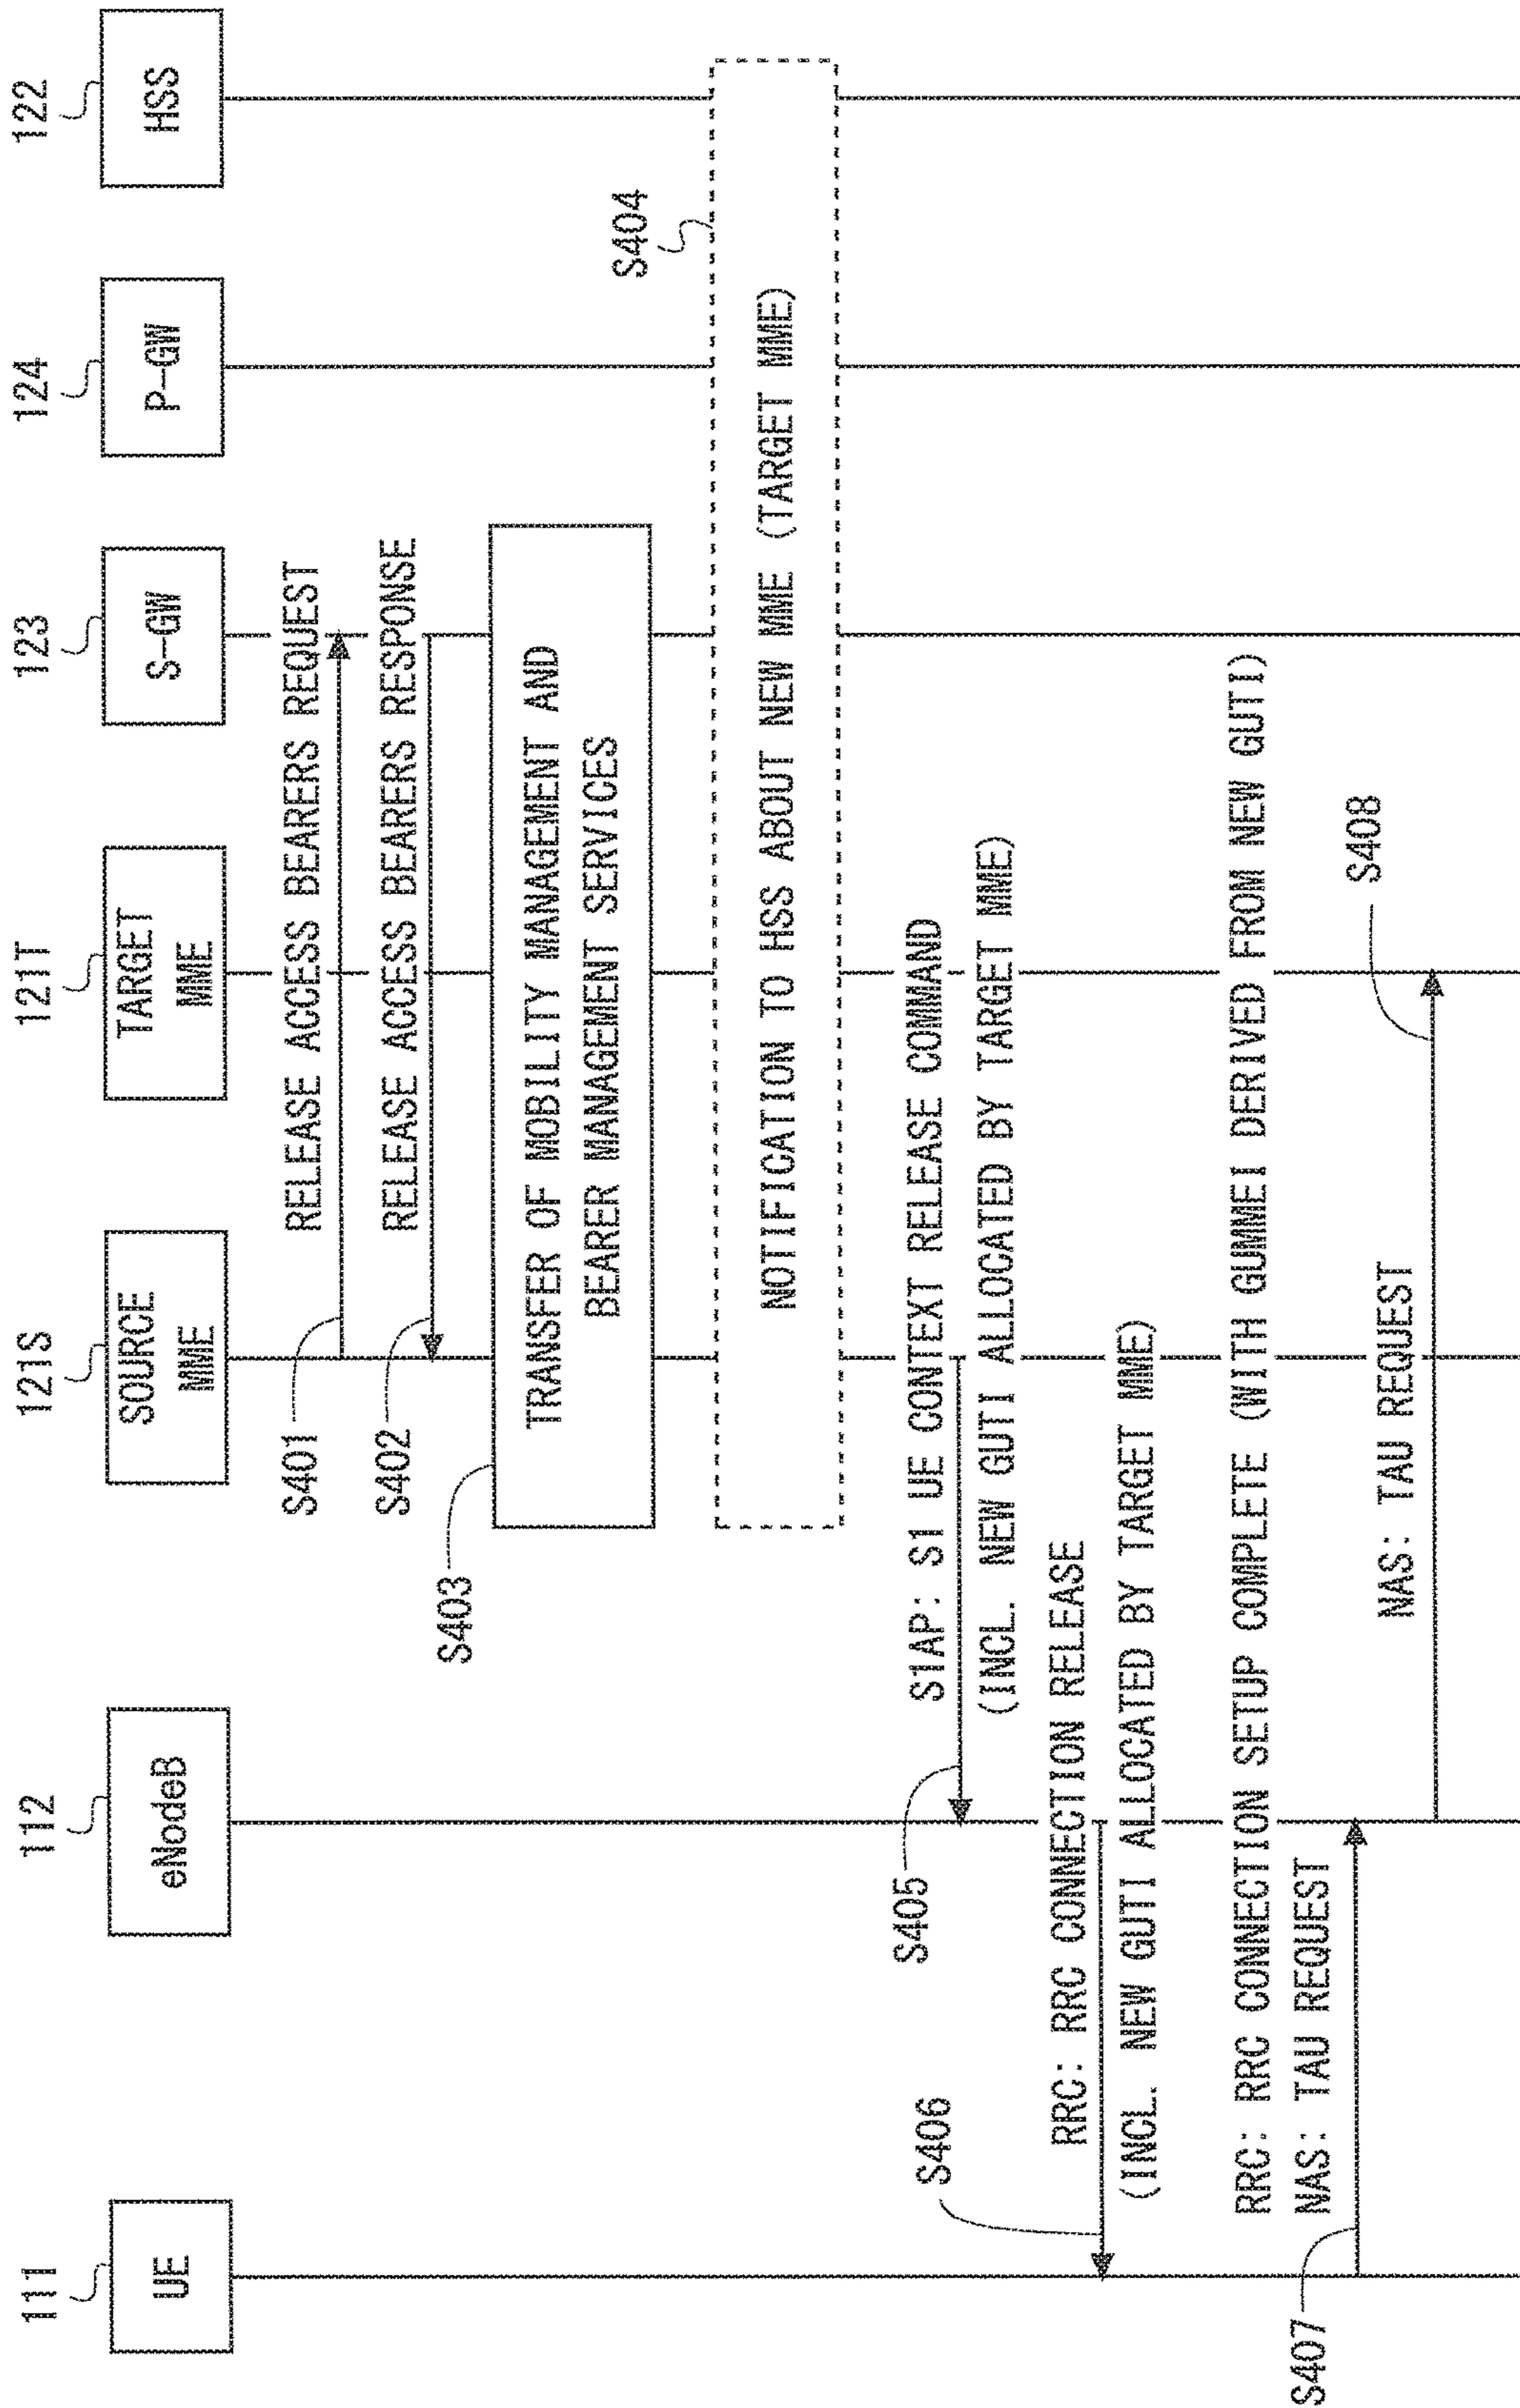 111
112
121S
121T
123
124
122
UE
eNodeB
SOURCE
MME
TARGET
MME
S-GW
P-GW
HSS
S401
RELEASE ACCESS BEARERS REQUEST
S402
RELEASE ACCESS BEARERS RESPONSE
S403
TRANSFER OF MOBILITY MANAGEMENT AND
BEARER MANAGEMENT SERVICES
S404
NOTIFICATION TO HSS ABOUT NEW MME (TARGET MME)
S405
S1AP: S1 UE CONTEXT RELEASE COMMAND
(INCL. NEW GUTI ALLOCATED BY TARGET MME)
S406
RRC: RRC CONNECTION RELEASE
(INCL. NEW GUTI ALLOCATED BY TARGET MME)
RRC: RRC CONNECTION SETUP COMPLETE (WITH GUMMEI DERIVED FROM NEW GUTI)
NAS: TAU REQUEST
S407
NAS: TAU REQUEST
S408